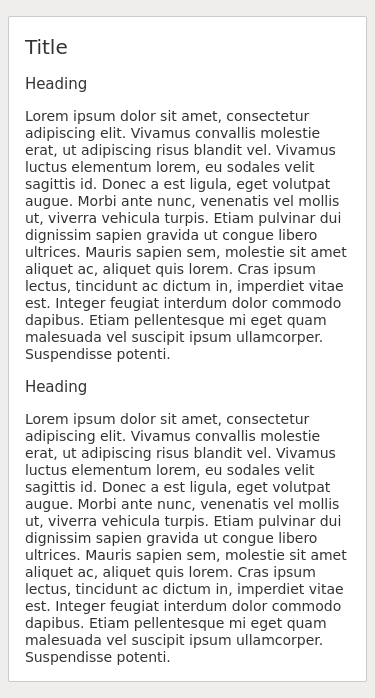 Title
Heading
Lorem ipsum dolor sit amet, consectetur
adipiscing elit. Vivamus convallis molestie
erat, ut adipiscing risus blandit vel. Vivamus
luctus elementum lorem, eu sodales velit
sagittis id. Donec a est ligula, eget volutpat
augue. Morbi ante nunc, venenatis vel mollis
ut, viverra vehicula turpis. Etiam pulvinar dui
dignissim sapien gravida ut congue libero
ultrices. Mauris sapien sem, molestie sit amet
aliquet ac, aliquet quis lorem. Cras ipsum
lectus, tincidunt ac dictum in, imperdiet vitae
est. Integer feugiat interdum dolor commodo
dapibus. Etiam pellentesque mi eget quam
malesuada vel suscipit ipsum ullamcorper.
Suspendisse potenti.
Heading
Lorem ipsum dolor sit amet, consectetur
adipiscing elit. Vivamus convallis molestie
erat, ut adipiscing risus blandit vel. Vivamus
luctus elementum lorem, eu sodales velit
sagittis id. Donec a est ligula, eget volutpat
augue. Morbi ante nunc, venenatis vel mollis
ut, viverra vehicula turpis. Etiam pulvinar dui
dignissim sapien gravida ut congue libero
ultrices. Mauris sapien sem, molestie sit amet
aliquet ac, aliquet quis lorem. Cras ipsum
lectus, tincidunt ac dictum in, imperdiet vitae
est. Integer feugiat interdum dolor commodo
dapibus. Etiam pellentesque mi eget quam
malesuada vel suscipit ipsum ullamcorper.
Suspendisse potenti.